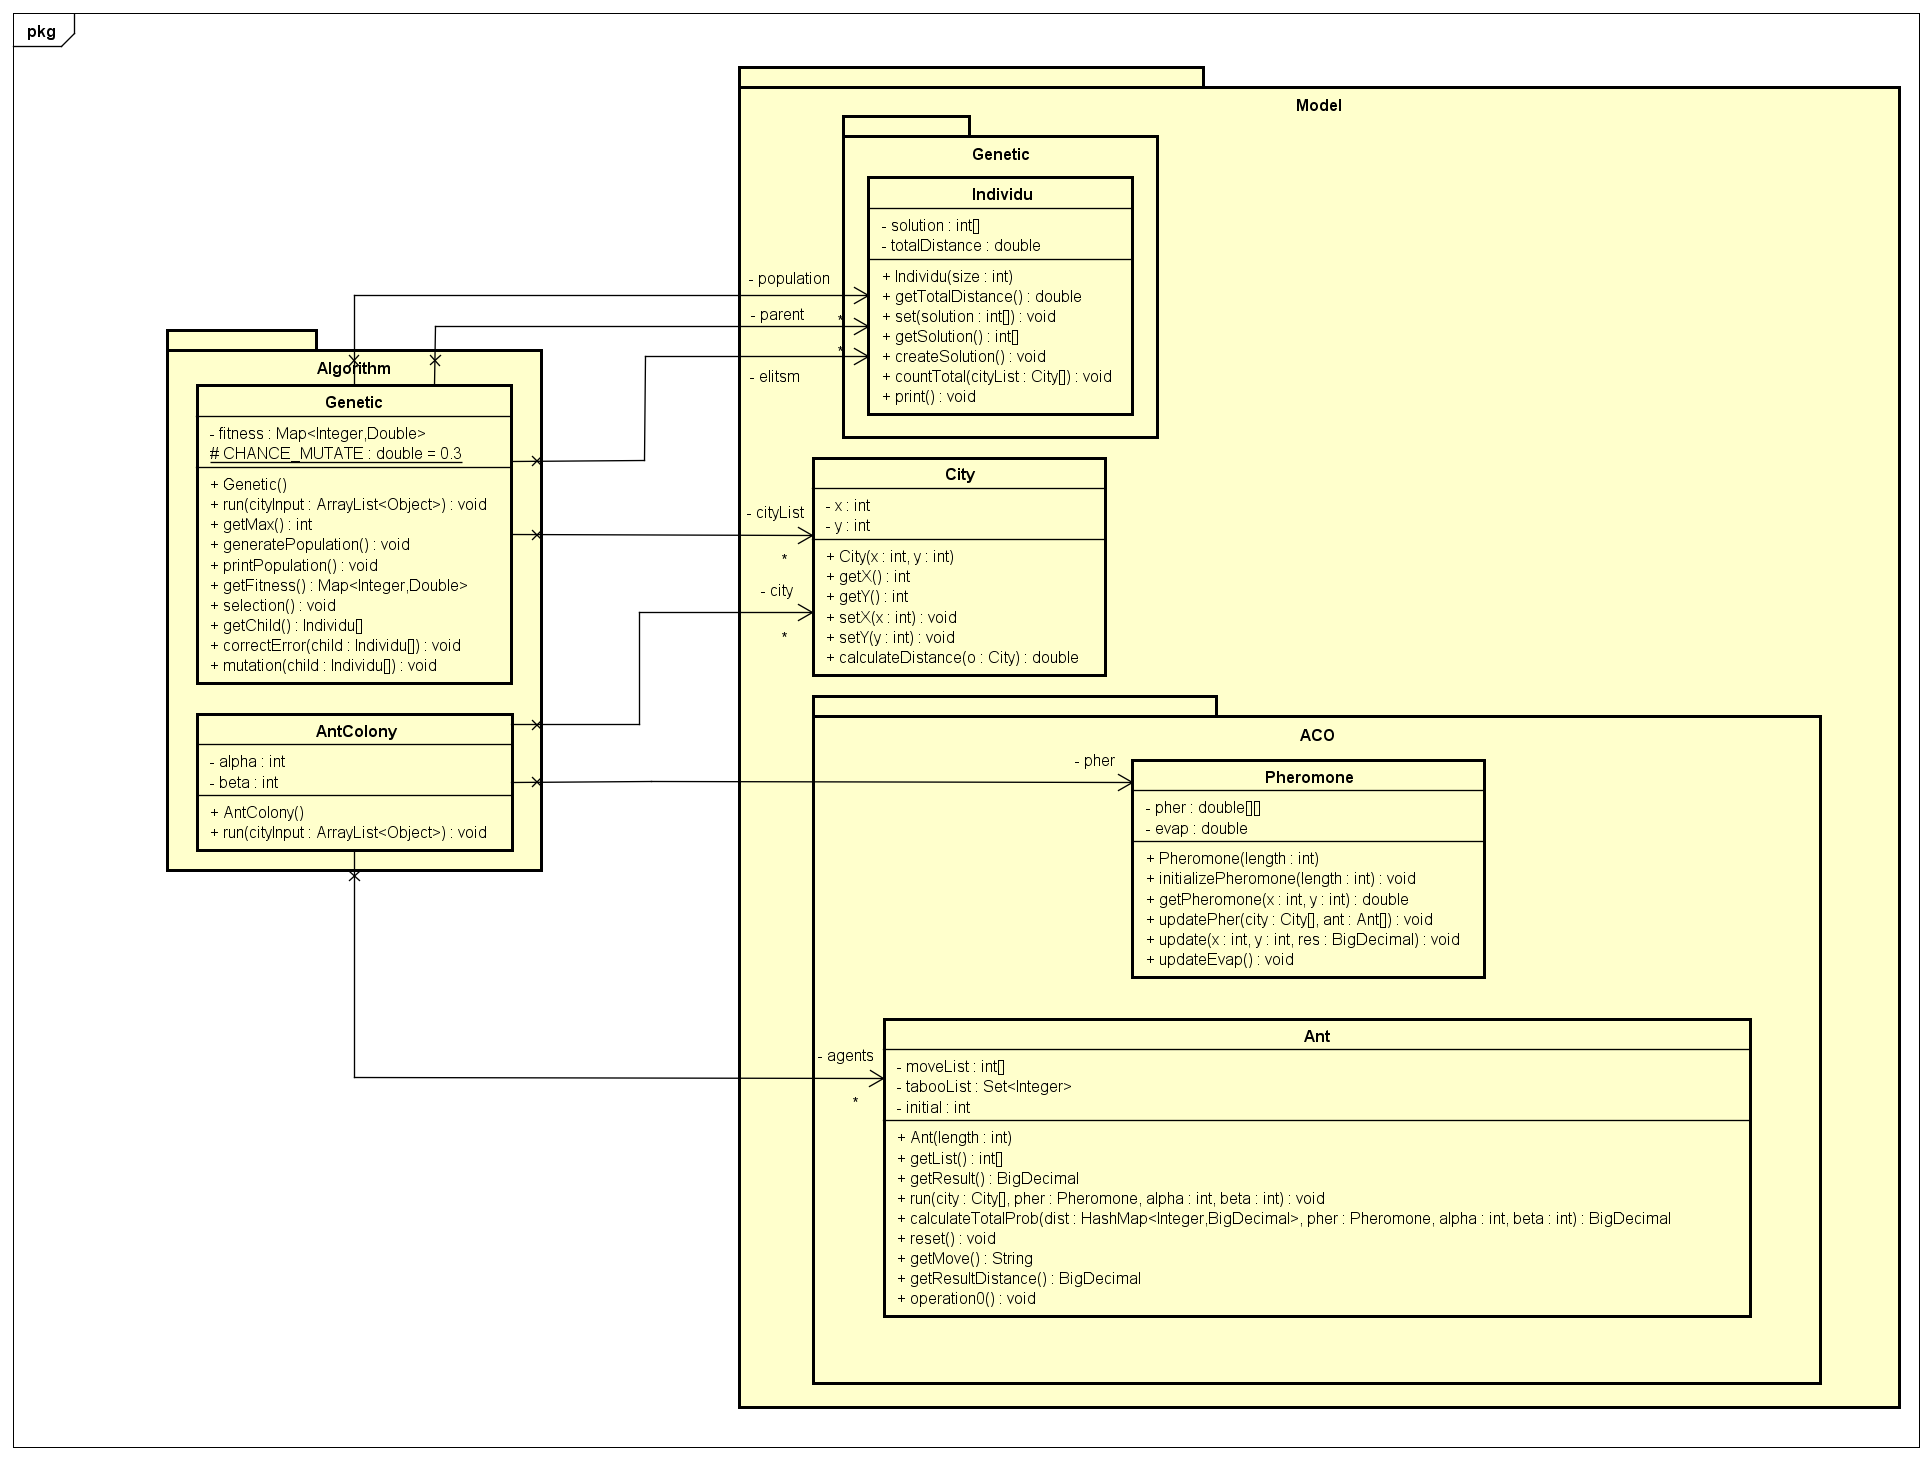 pkg
Model
Genetic
Individu
- solution : int[]
- totalDistance : double
+ Individu(size : int)
+ getTotalDistance() : double
+ set(solution : int[]) : void
+ getSolution() : int[]
+ createSolution() : void
+ countTotal(cityList : City[]) : void
+ print() : void
- population
- parent
*
*
- elitsm
Algorithm
Genetic
- fitness : Map<Integer,Double>
# CHANCE_MUTATE : double = 0.3
+ Genetic()
+ run(cityInput : ArrayList<Object>) : void
+ getMax() : int
+ generatePopulation() : void
+ printPopulation() : void
+ getFitness() : Map<Integer,Double>
+ selection() : void
+ getChild() : Individu[]
+ correctError(child : Individu[]) : void
+ mutation(child : Individu[]) : void
- cityList
*
- city
*
City
- x : int
- y : int
+ City(x : int, y : int)
+ getX() : int
+ getY() : int
+ setX(x : int) : void
+ setY(y : int) : void
+ calculateDistance(o : City) : double
AntColony
- alpha : int
- beta : int
+ AntColony()
+ run(cityInput : ArrayList<Object>) : void
ACO
- pher
Pheromone
- pher : double[][]
- evap : double
+ Pheromone(length : int)
+ initializePheromone(length : int) : void
+ getPheromone(x : int, y : int) : double
+ updatePher(city : City[], ant : Ant[]) : void
+ update(x : int, y : int, res : BigDecimal) : void
+ updateEvap() : void
- agents
*
Ant
- moveList : int[]
- tabooList : Set<Integer>
- initial : int
+ Ant(length : int)
+ getList() : int[]
+ getResult() : BigDecimal
+ run(city : City[], pher : Pheromone, alpha : int, beta : int) : void
+ calculateTotalProb(dist : HashMap<Integer,BigDecimal>, pher : Pheromone, alpha : int, beta : int) : BigDecimal
+ reset() : void
+ getMove() : String
+ getResultDistance() : BigDecimal
+ operation0() : void